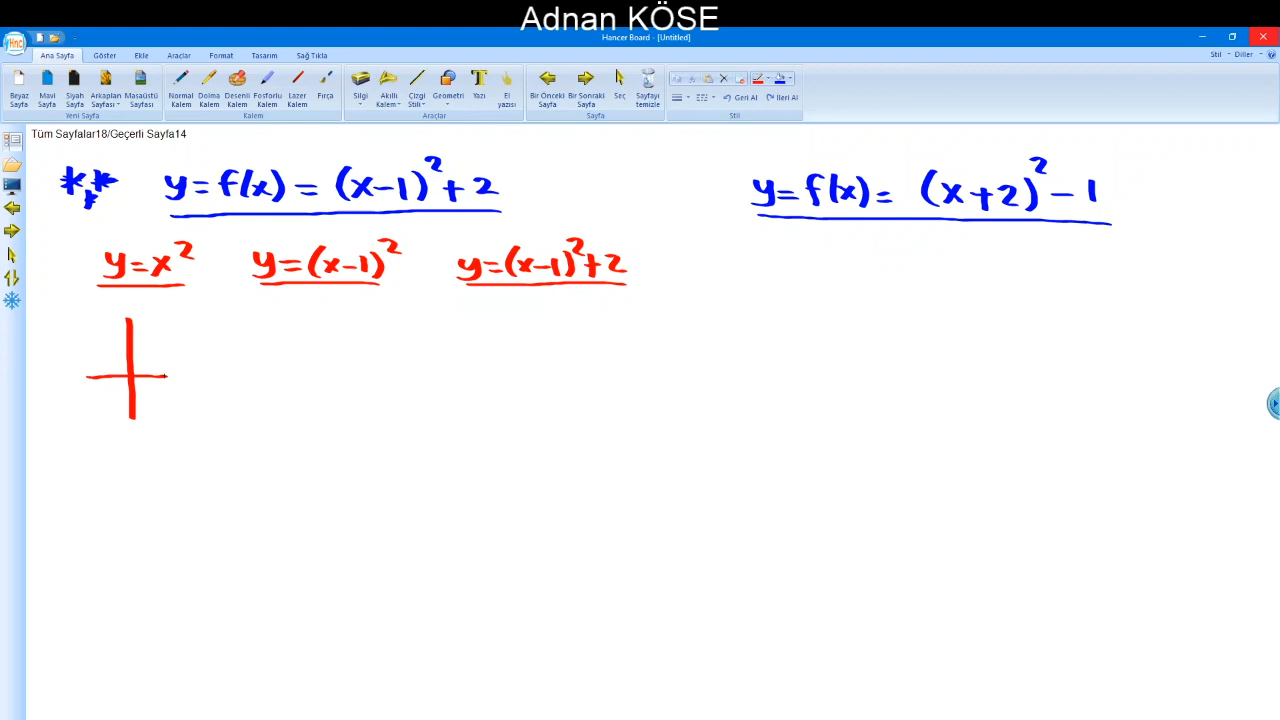 Adnan KÖSE
Hancer Board - [Untitled]
Hnc
Ana Sayfa Göster Ekle Araçlar Format Tasarım Sağ Tıkla Stil Diller
Beyaz Sayfa Mavi Sayfa Siyah Sayfa Arkaplan Sayfası Masaüstü Sayfası Normal Kalem Dolma Kalem Desenli Kalem Fosforlu Kalem Lazer Kalem Fırça Silgi Akıllı Kalem Çizgi Stili Geometri Yazı El yazısı Bir Önceki Sayfa Bir Sonraki Sayfa Seç Sayfayı temizle Geri Al İleri Al
Yeni Sayfa Kalem Araçlar Sayfa Stil
Tüm Sayfalar18/Geçerli Sayfa14
y=f(x)=(x-1)²+2 y=f(x)=(x+2)²-1
y=x² y=(x-1)² y=(x-1)²+2